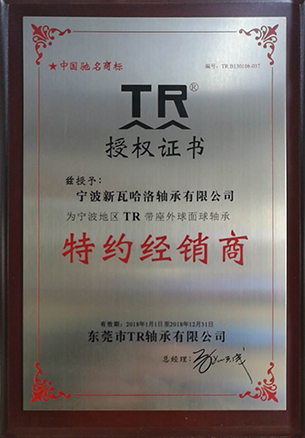 ★中国驰名商标
编号: TR.D130108-037
TR®
授权证书
兹授予:
宁波新瓦哈洛轴承有限公司
为宁波地区 TR 带座外球面球轴承
特约经销商
有效期: 2018年1月1日至2018年12月31日
东莞市TR轴承有限公司
总经理: